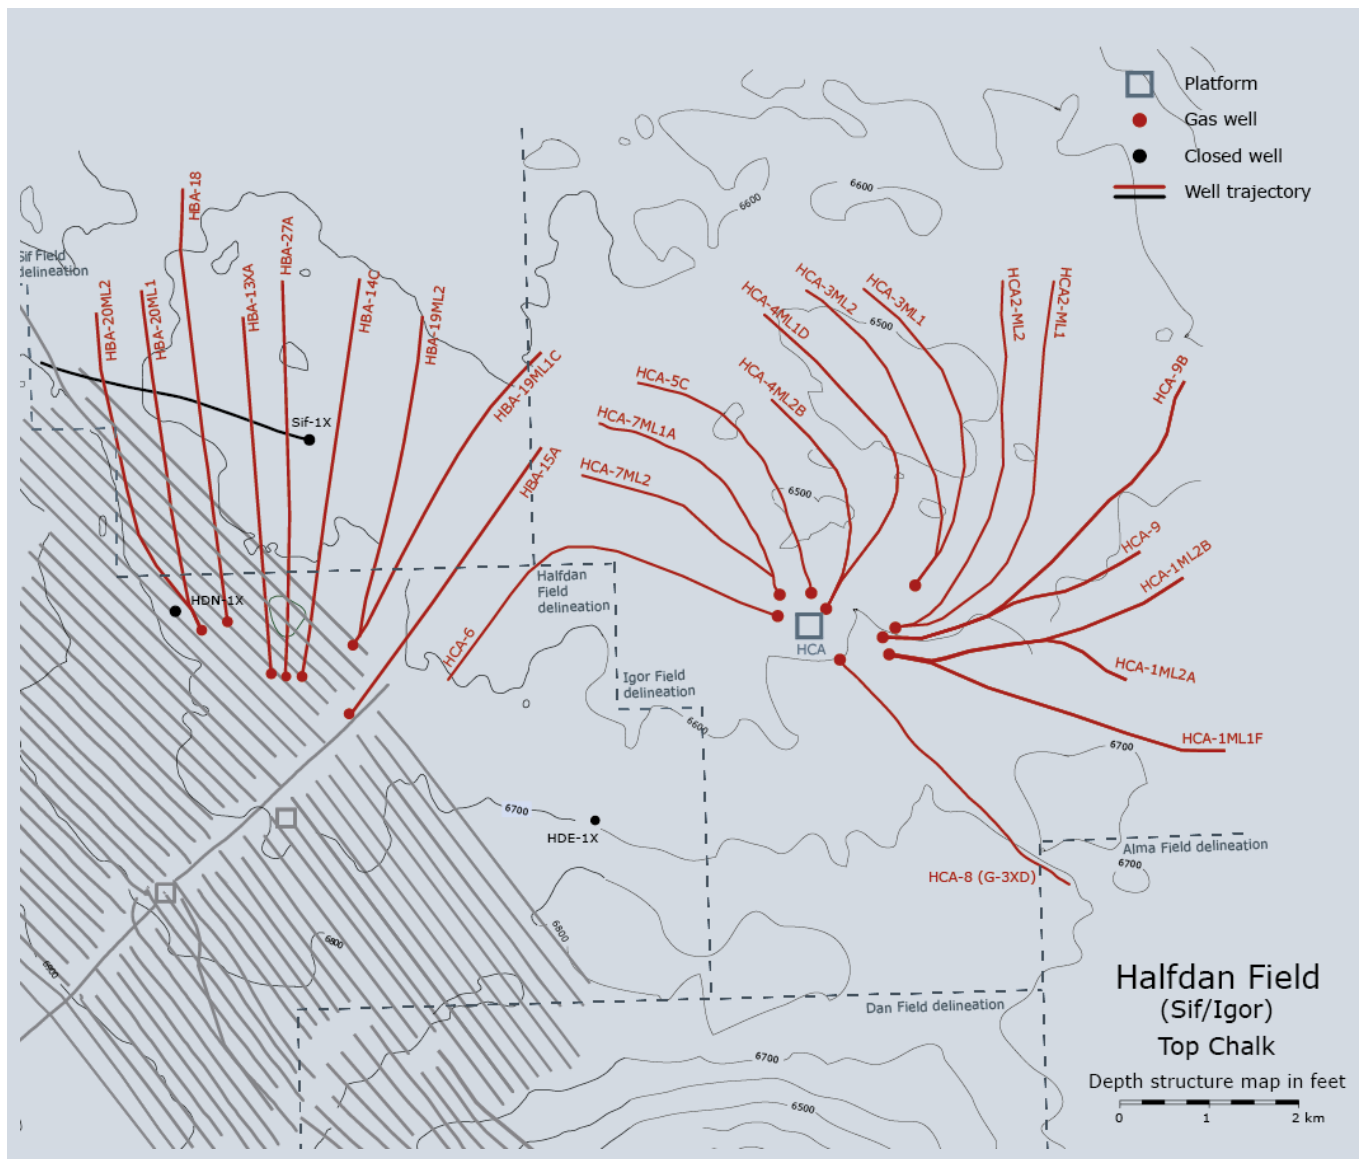 Platform
Gas well
Closed well
Well trajectory
HBA-18
6600
6600
Sif Field
delineation
HBA-20ML2
HBA-20ML1
HBA-13XA
HBA-27A
HBA-14C
HBA-19ML2
HBA-19ML1C
HBA-15A
Sif-1X
HCA-5C
HCA-7ML1A
HCA-7ML2
HCA-4ML2B
HCA-4ML1D
HCA-3ML2
HCA-3ML1
6500
HCA2-ML2
HCA2-ML1
HCA-9B
6500
HCA-9
HCA-1ML2B
HDN-1X
Halfdan
Field
delineation
HCA-6
HCA
HCA-1ML2A
Igor Field
delineation
6600
HCA-1ML1F
6700
6700
HDE-1X
Alma Field delineation
6700
HCA-8 (G-3XD)
6800
6800
6900
Dan Field delineation
6700
6500
Halfdan Field
(Sif/Igor)
Top Chalk
Depth structure map in feet
0 1 2 km